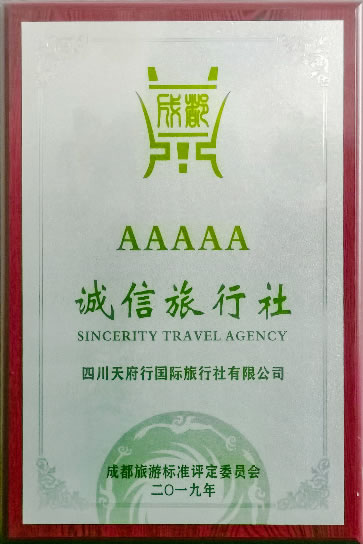 成都
AAAAA
诚信旅行社
SINCERITY TRAVEL AGENCY
四川天府行国际旅行社有限公司
成都旅游标准评定委员会
二〇一九年